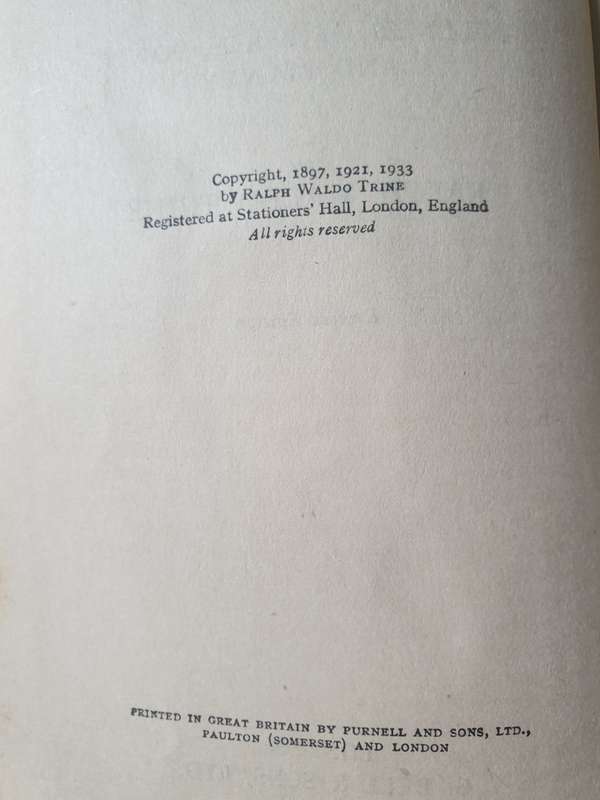 Copyright, 1897, 1921, 1933
by RALPH WALDO TRINE
Registered at Stationers' Hall, London, England
All rights reserved
PRINTED IN GREAT BRITAIN BY PURNELL AND SONS, LTD.,
PAULTON (SOMERSET) AND LONDON